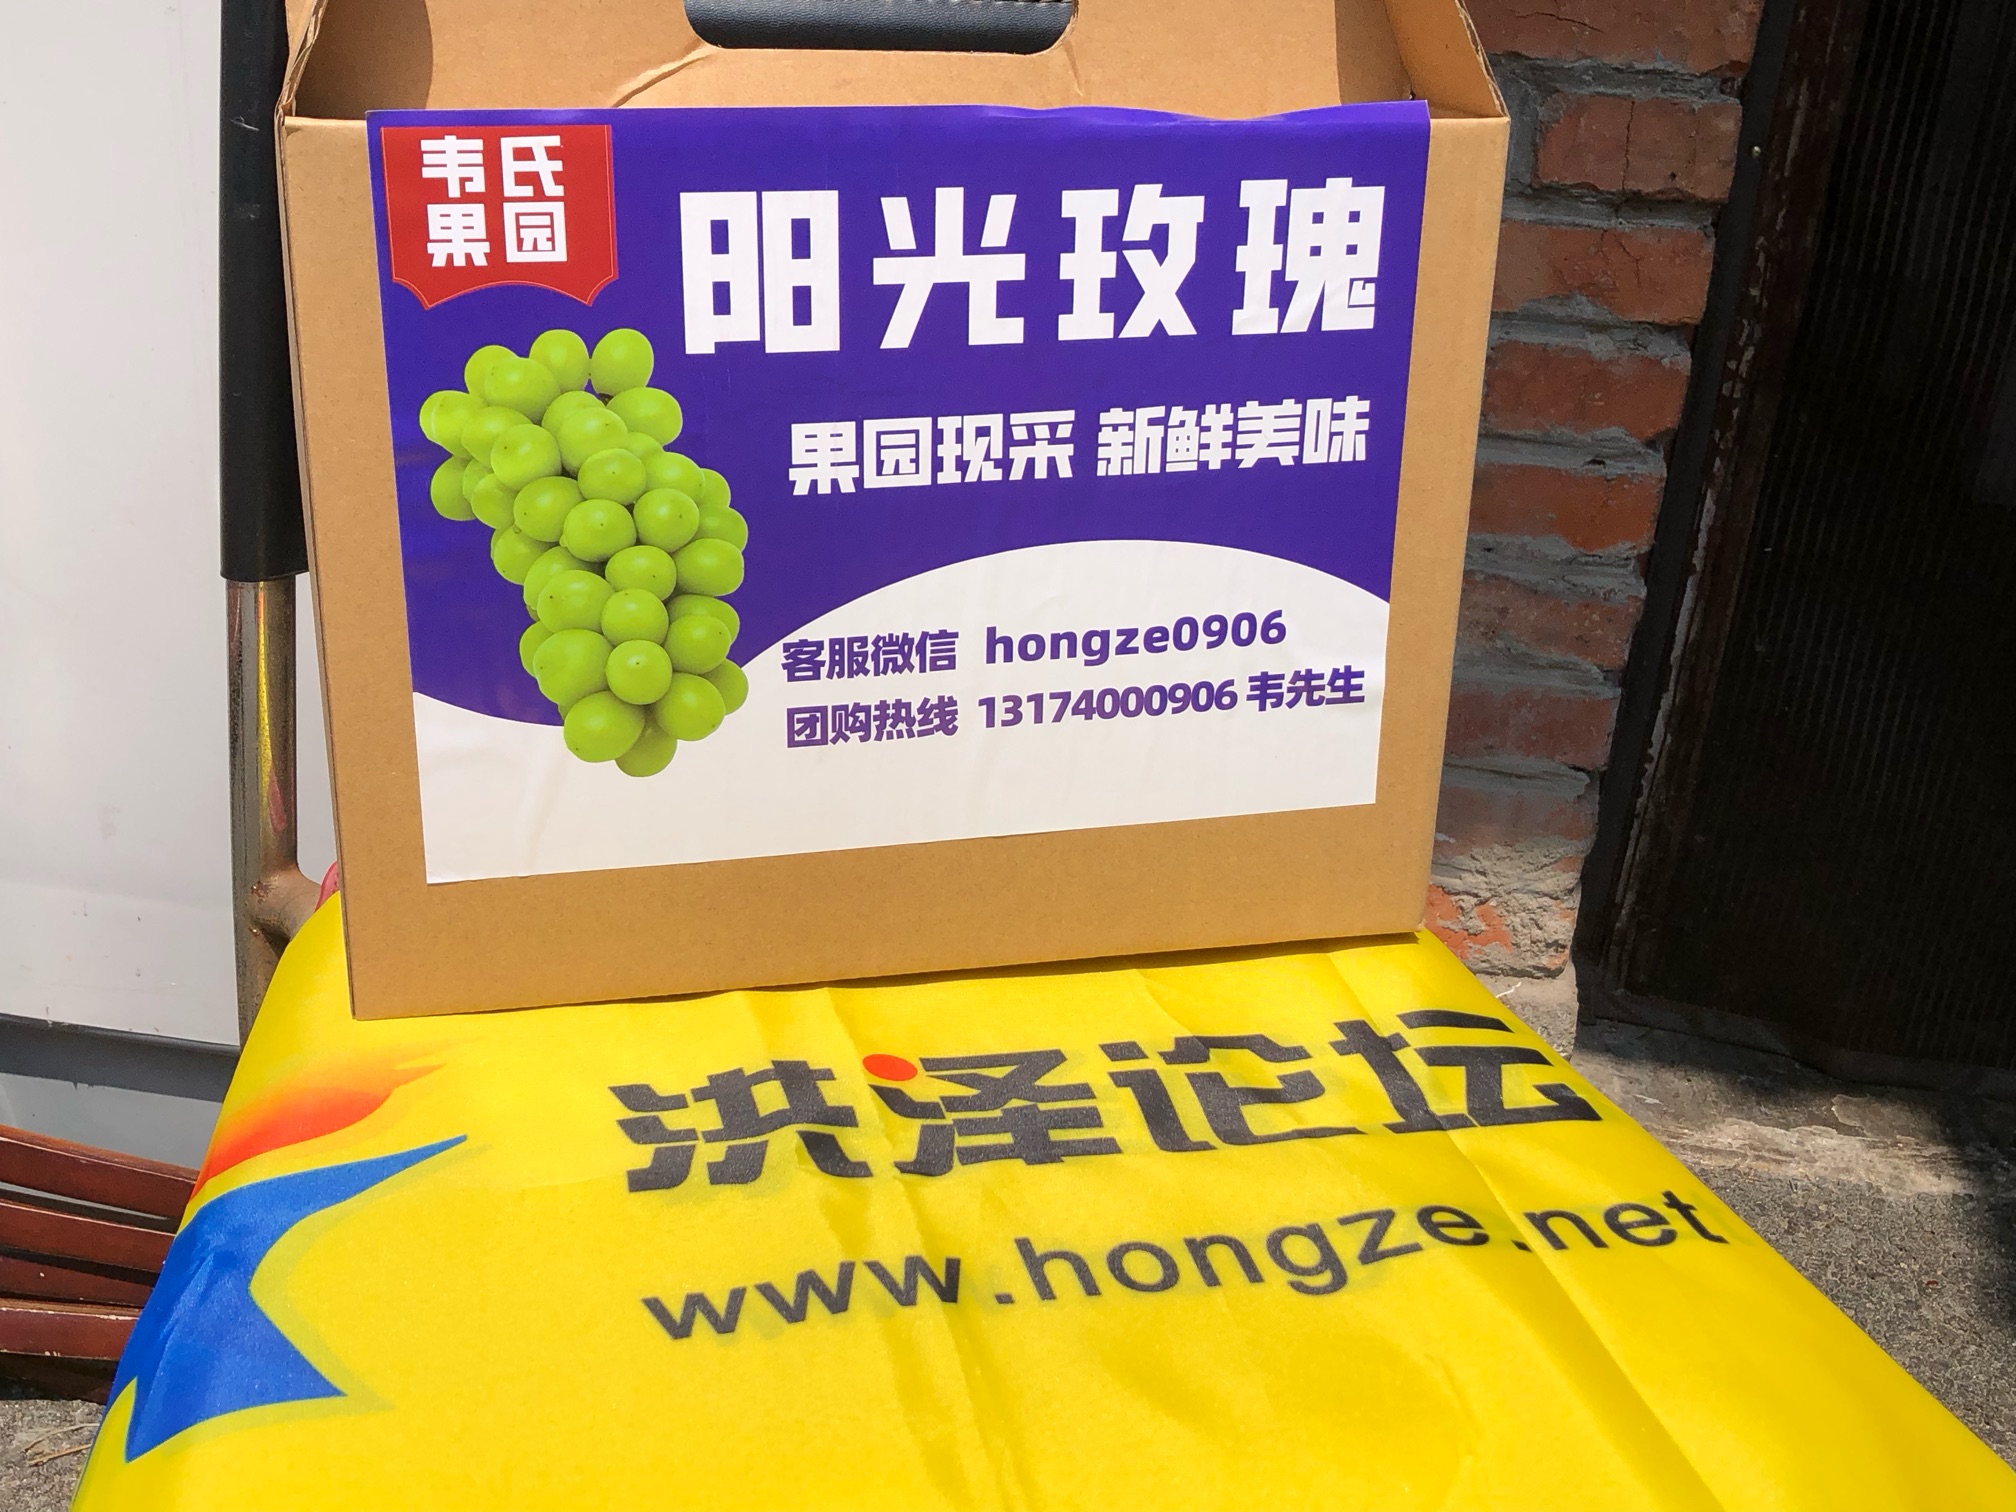 韦氏
果园
阳光玫瑰
果园现采 新鲜美味
客服微信 hongze0906
团购热线 13174000906 韦先生
洪泽论坛
www.hongze.net